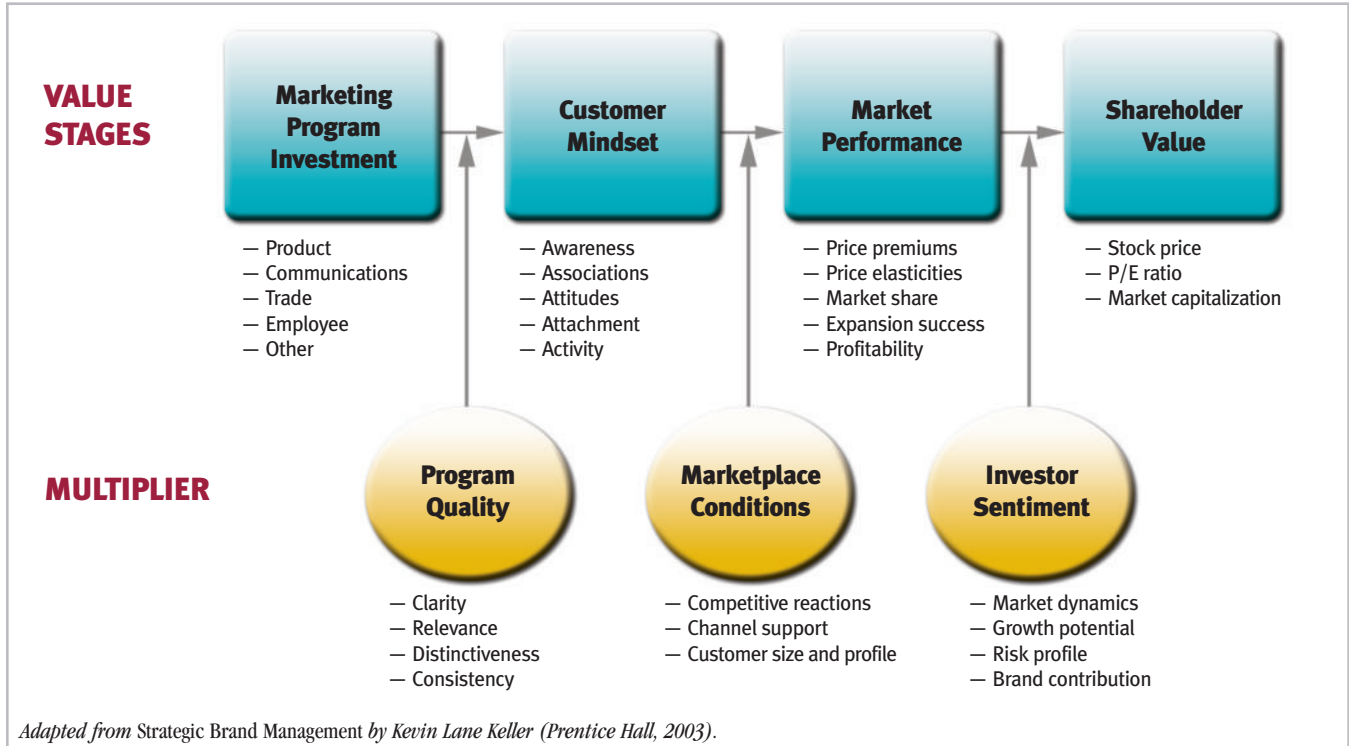 VALUE
STAGES
Marketing
Program
Investment
Customer
Mindset
Market
Performance
Shareholder
Value
— Product
— Communications
— Trade
— Employee
— Other
— Awareness
— Associations
— Attitudes
— Attachment
— Activity
— Price premiums
— Price elasticities
— Market share
— Expansion success
— Profitability
— Stock price
— P/E ratio
— Market capitalization
MULTIPLIER
Program
Quality
Marketplace
Conditions
Investor
Sentiment
— Clarity
— Relevance
— Distinctiveness
— Consistency
— Competitive reactions
— Channel support
— Customer size and profile
— Market dynamics
— Growth potential
— Risk profile
— Brand contribution
Adapted from Strategic Brand Management by Kevin Lane Keller (Prentice Hall, 2003).